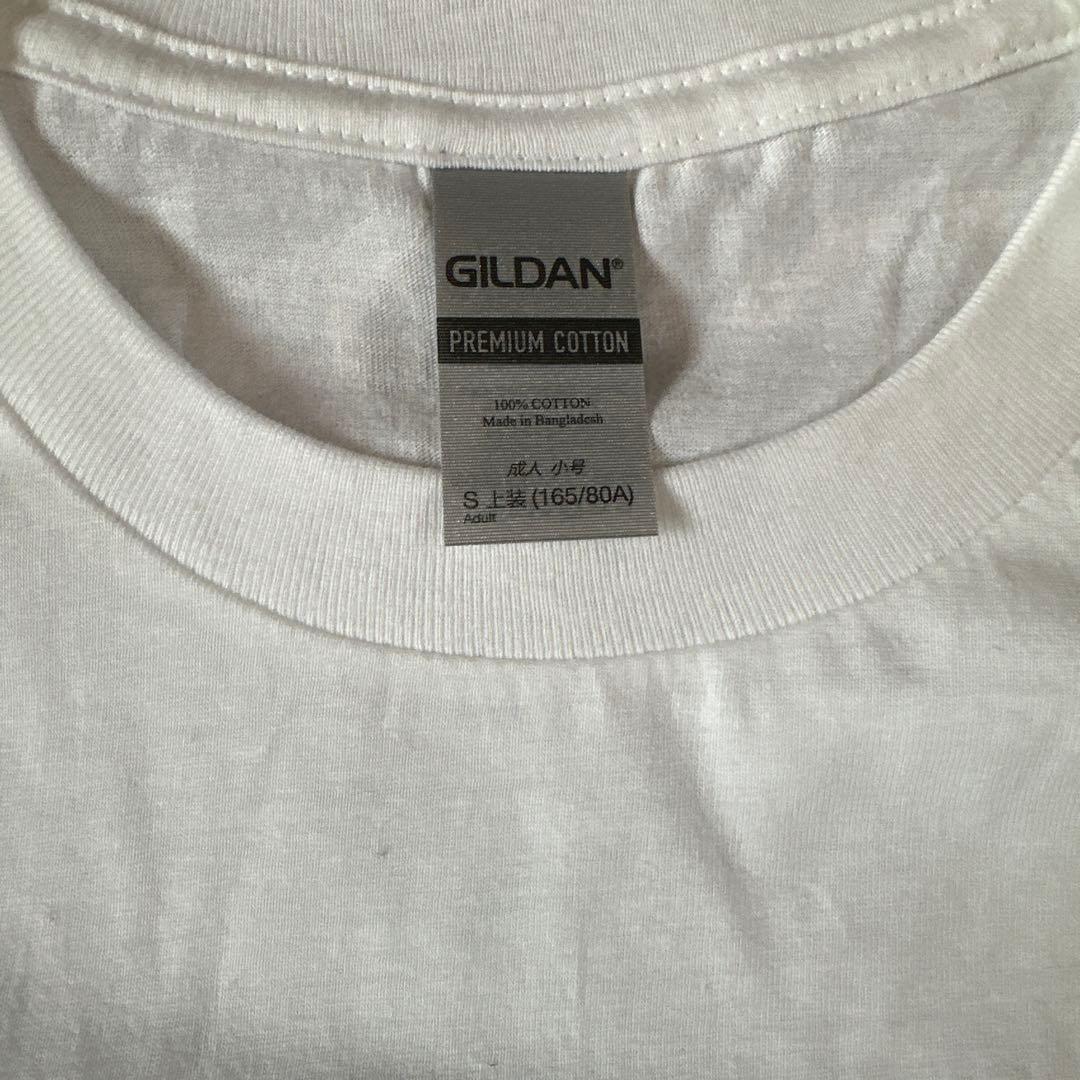 GILDAN®
PREMIUM COTTON
100% COTTON
Made in Bangladesh
成人 小号
S 上装 (165/80A)
Adult